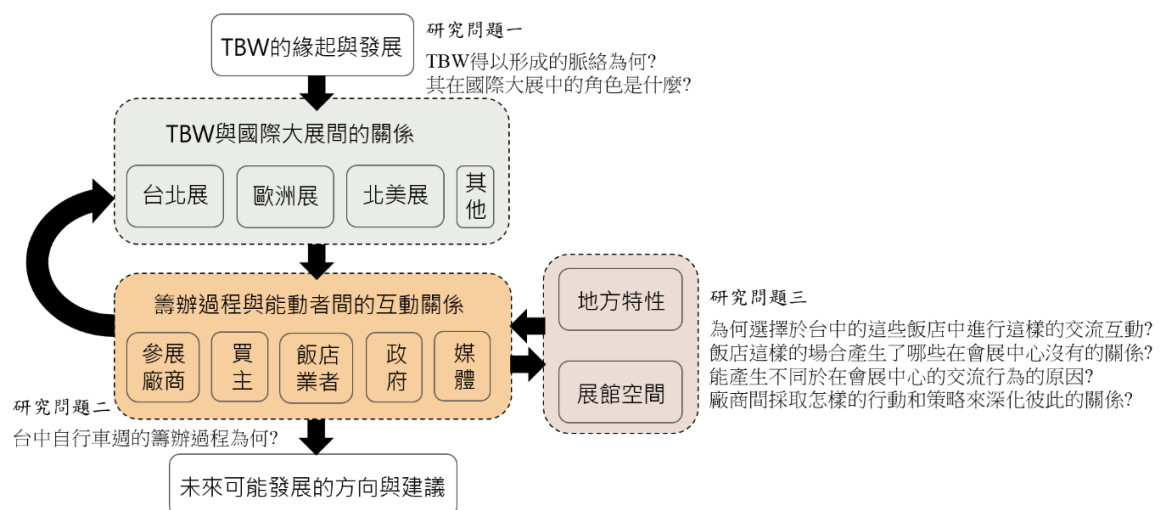 TBW的緣起與發展
研究問題一
TBW得以形成的脈絡為何?
其在國際大展中的角色是什麼?
TBW與國際大展間的關係
台北展
歐洲展
北美展
其
他
籌辦過程與能動者間的互動關係
參展
廠商
買
主
飯店
業者
政
府
媒
體
地方特性
展館空間
研究問題三
為何選擇於台中的這些飯店中進行這樣的交流互動?
飯店這樣的場合產生了哪些在會展中心沒有的關係?
能產生不同於在會展中心的交流行為的原因?
廠商間採取怎樣的行動和策略來深化彼此的關係?
研究問題二
台中自行車週的籌辦過程為何?
未來可能發展的方向與建議